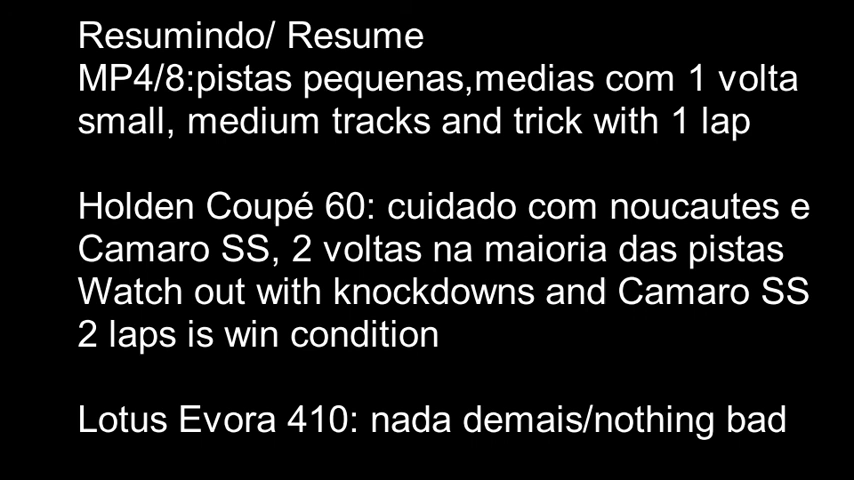 Resumindo/ Resume
MP4/8:pistas pequenas,medias com 1 volta
small, medium tracks and trick with 1 lap
Holden Coupé 60: cuidado com noucautes e
Camaro SS, 2 voltas na maioria das pistas
Watch out with knockdowns and Camaro SS
2 laps is win condition
Lotus Evora 410: nada demais/nothing bad